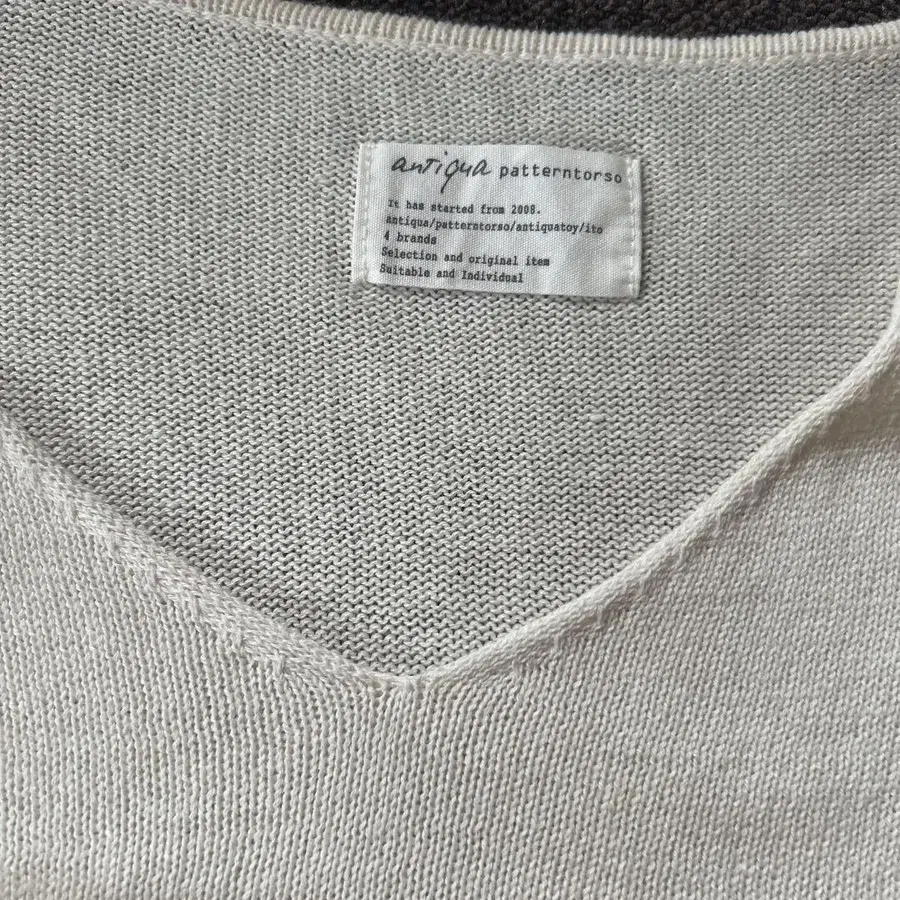 antiqua patterntorso
It has started from 2008.
antiqua/patterntorso/antiquatoy/ito
4 brands
Selection and original item
Suitable and Individual